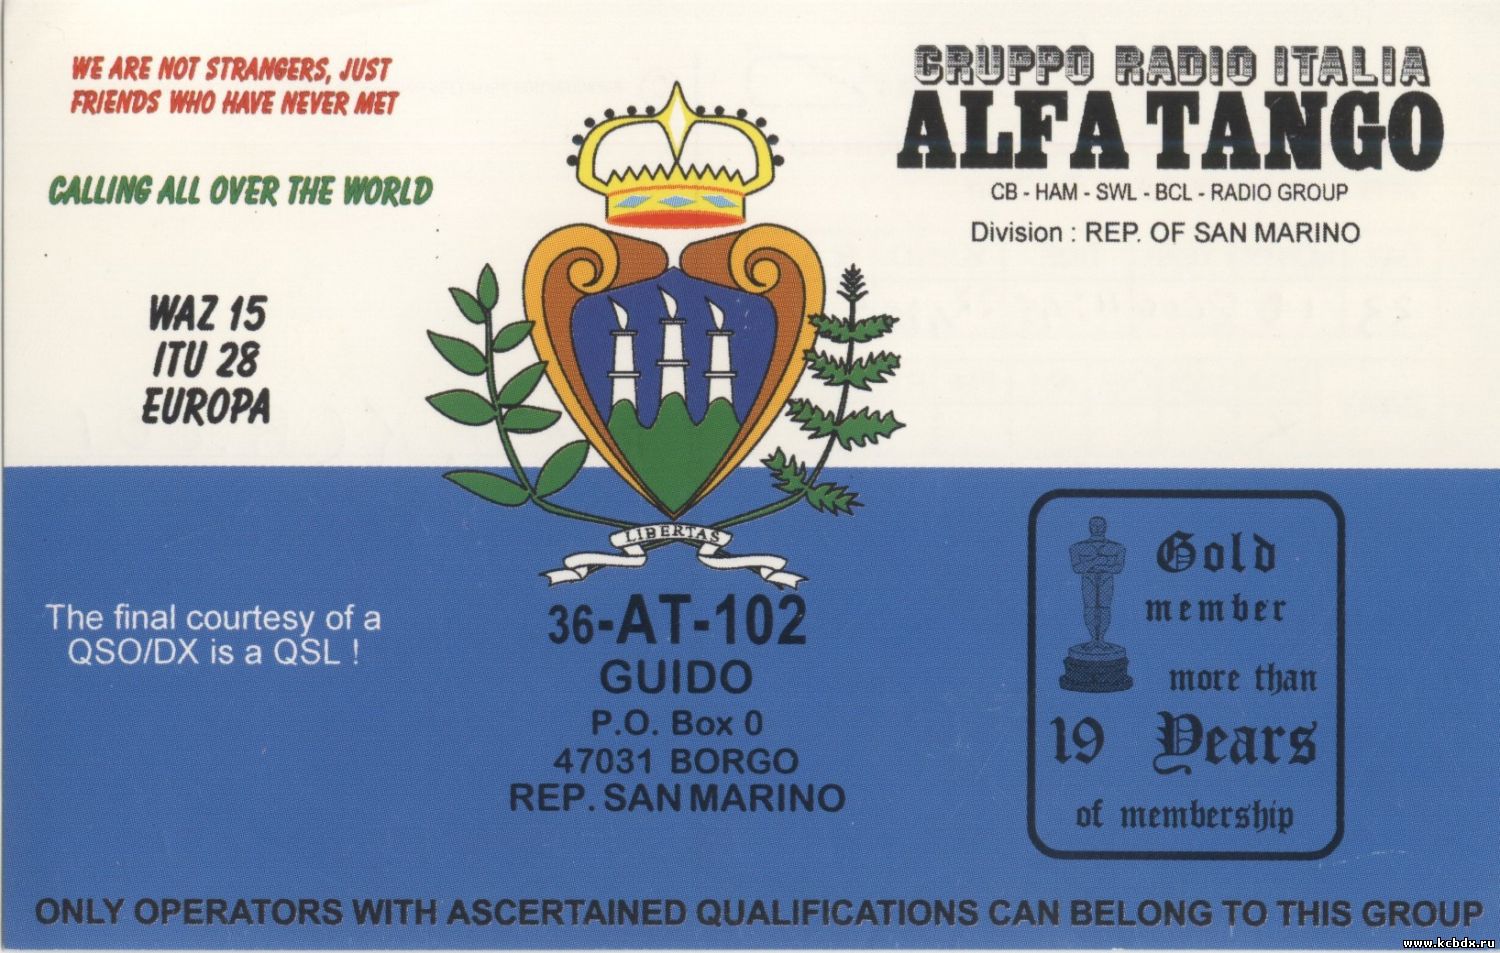 WE ARE NOT STRANGERS, JUST
FRIENDS WHO HAVE NEVER MET
CALLING ALL OVER THE WORLD
WAZ 15
ITU 28
EUROPA
GRUPPO RADIO ITALIA
ALFA TANGO
CB - HAM - SWL - BCL - RADIO GROUP
Division : REP. OF SAN MARINO
LIBERTAS
The final courtesy of a
QSO/DX is a QSL !
36-AT-102
GUIDO
P.O. Box 0
47031 BORGO
REP. SAN MARINO
Gold
member
more than
19 Years
of membership
ONLY OPERATORS WITH ASCERTAINED QUALIFICATIONS CAN BELONG TO THIS GROUP
www.kcbdx.ru